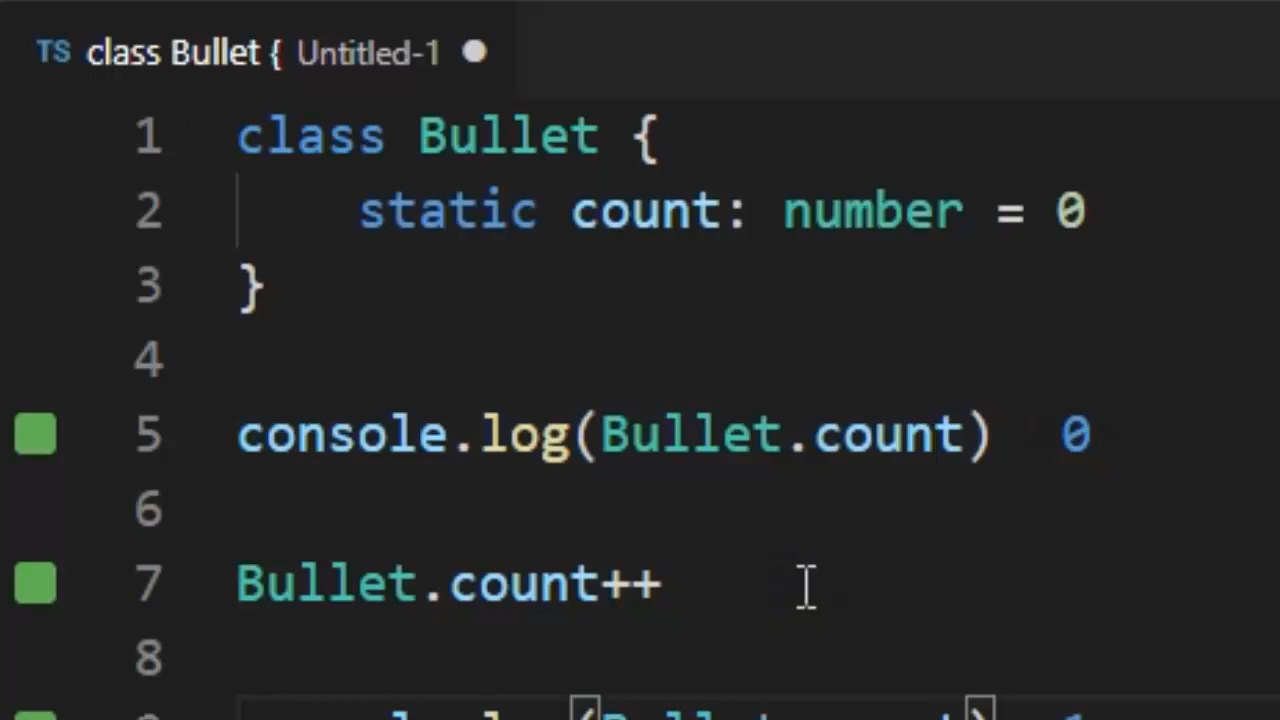 TS class Bullet { Untitled-1
1 class Bullet {
2 static count: number = 0
3 }
4
5 console.log(Bullet.count) 0
6
7 Bullet.count++
8